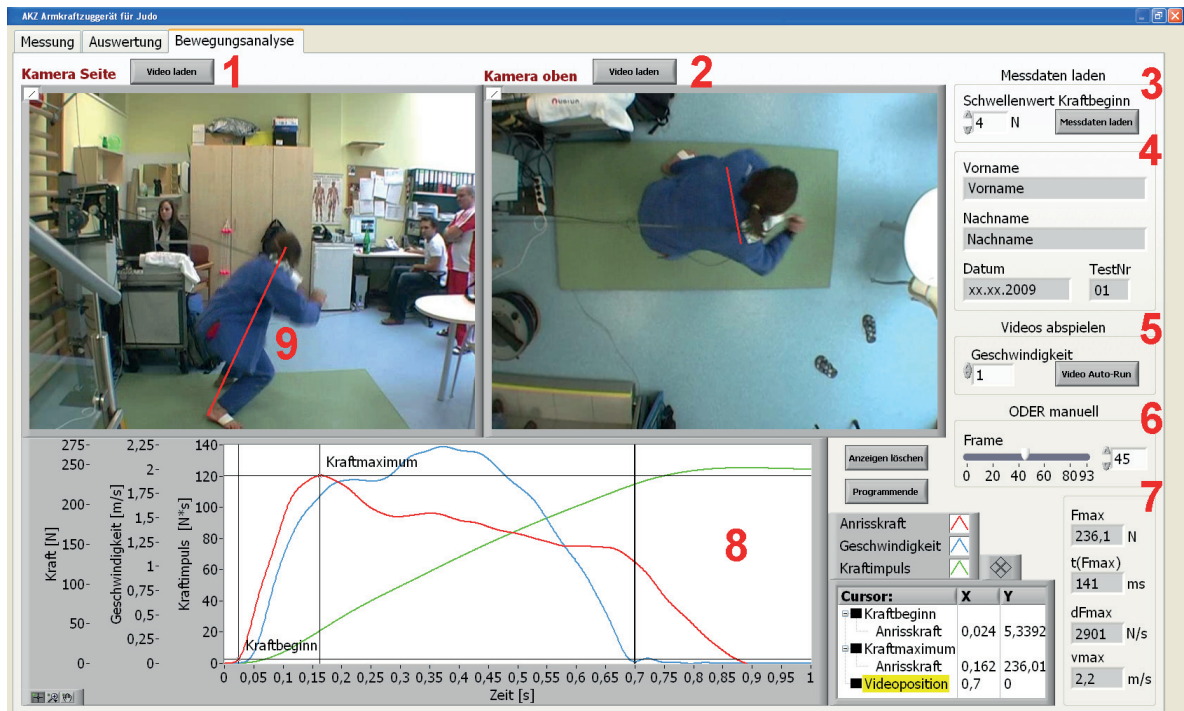 AKZ Armkraftzuggerät für Judo
Messung Auswertung Bewegungsanalyse
Kamera Seite Video laden 1
Kamera oben Video laden 2
9
Messdaten laden 3
Schwellenwert Kraftbeginn
4 N Messdaten laden
4
Vorname
Vorname
Nachname
Nachname
Datum TestNr
xx.xx.2009 01
Videos abspielen 5
Geschwindigkeit
1 Video Auto-Run
ODER manuell 6
Frame
0 20 40 60 80 93 45
7
Fmax
236,1 N
t(Fmax)
141 ms
dFmax
2901 N/s
vmax
2,2 m/s
Kraft [N]
275
250
200
150
100
50
0
Geschwindigkeit [m/s]
2,25
2
1,75
1,5
1,25
1
0,75
0,5
0,25
0
Kraftimpuls [N*s]
140
120
100
80
60
40
20
0
Kraftmaximum
Kraftbeginn
8
0 0,05 0,1 0,15 0,2 0,25 0,3 0,35 0,4 0,45 0,5 0,55 0,6 0,65 0,7 0,75 0,8 0,85 0,9 0,95 1
Zeit [s]
Anzeigen löschen
Programmende
Anrisskraft
Geschwindigkeit
Kraftimpuls
Cursor: X Y
Kraftbeginn
Anrisskraft 0,024 5,3392
Kraftmaximum
Anrisskraft 0,162 236,01
Videoposition 0,7 0